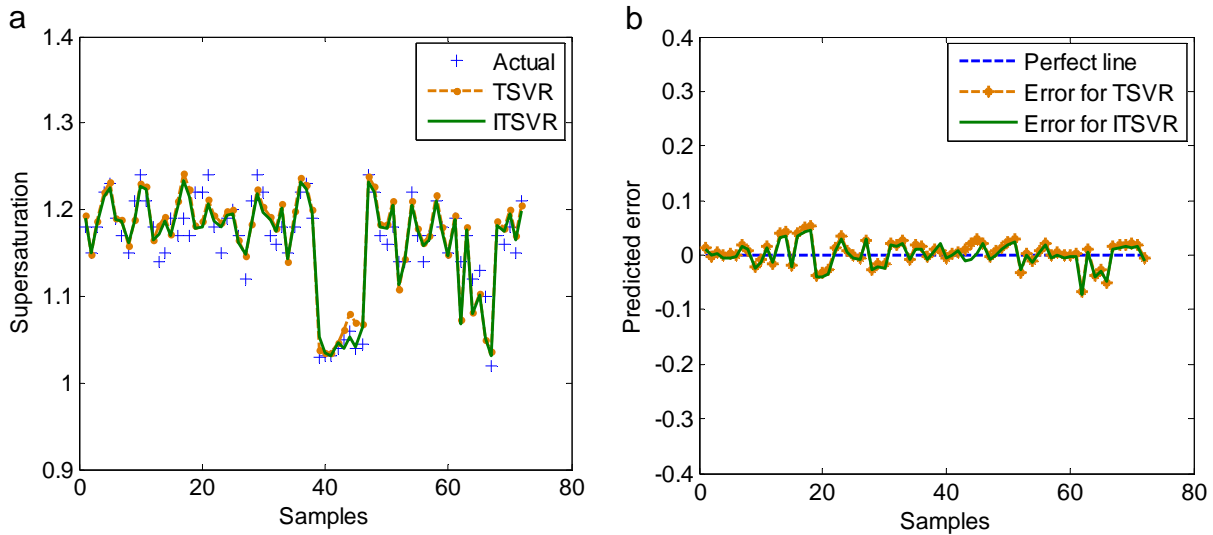 a
1.4
1.3
1.2
1.1
1
0.9
0
20
40
60
80
Supersaturation
Samples
Actual
TSVR
ITSVR
b
0.4
0.3
0.2
0.1
0
-0.1
-0.2
-0.3
-0.4
0
20
40
60
80
Predicted error
Samples
Perfect line
Error for TSVR
Error for ITSVR